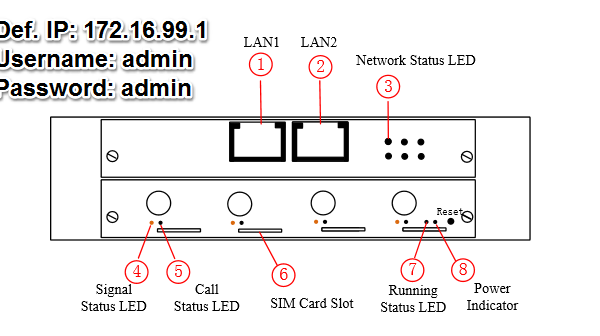 Def. IP: 172.16.99.1
Username: admin
Password: admin
LAN1
LAN2
1
2
Network Status LED
3
Reset
4
5
6
7
8
Signal
Status LED
Call
Status LED
SIM Card Slot
Running
Status LED
Power
Indicator